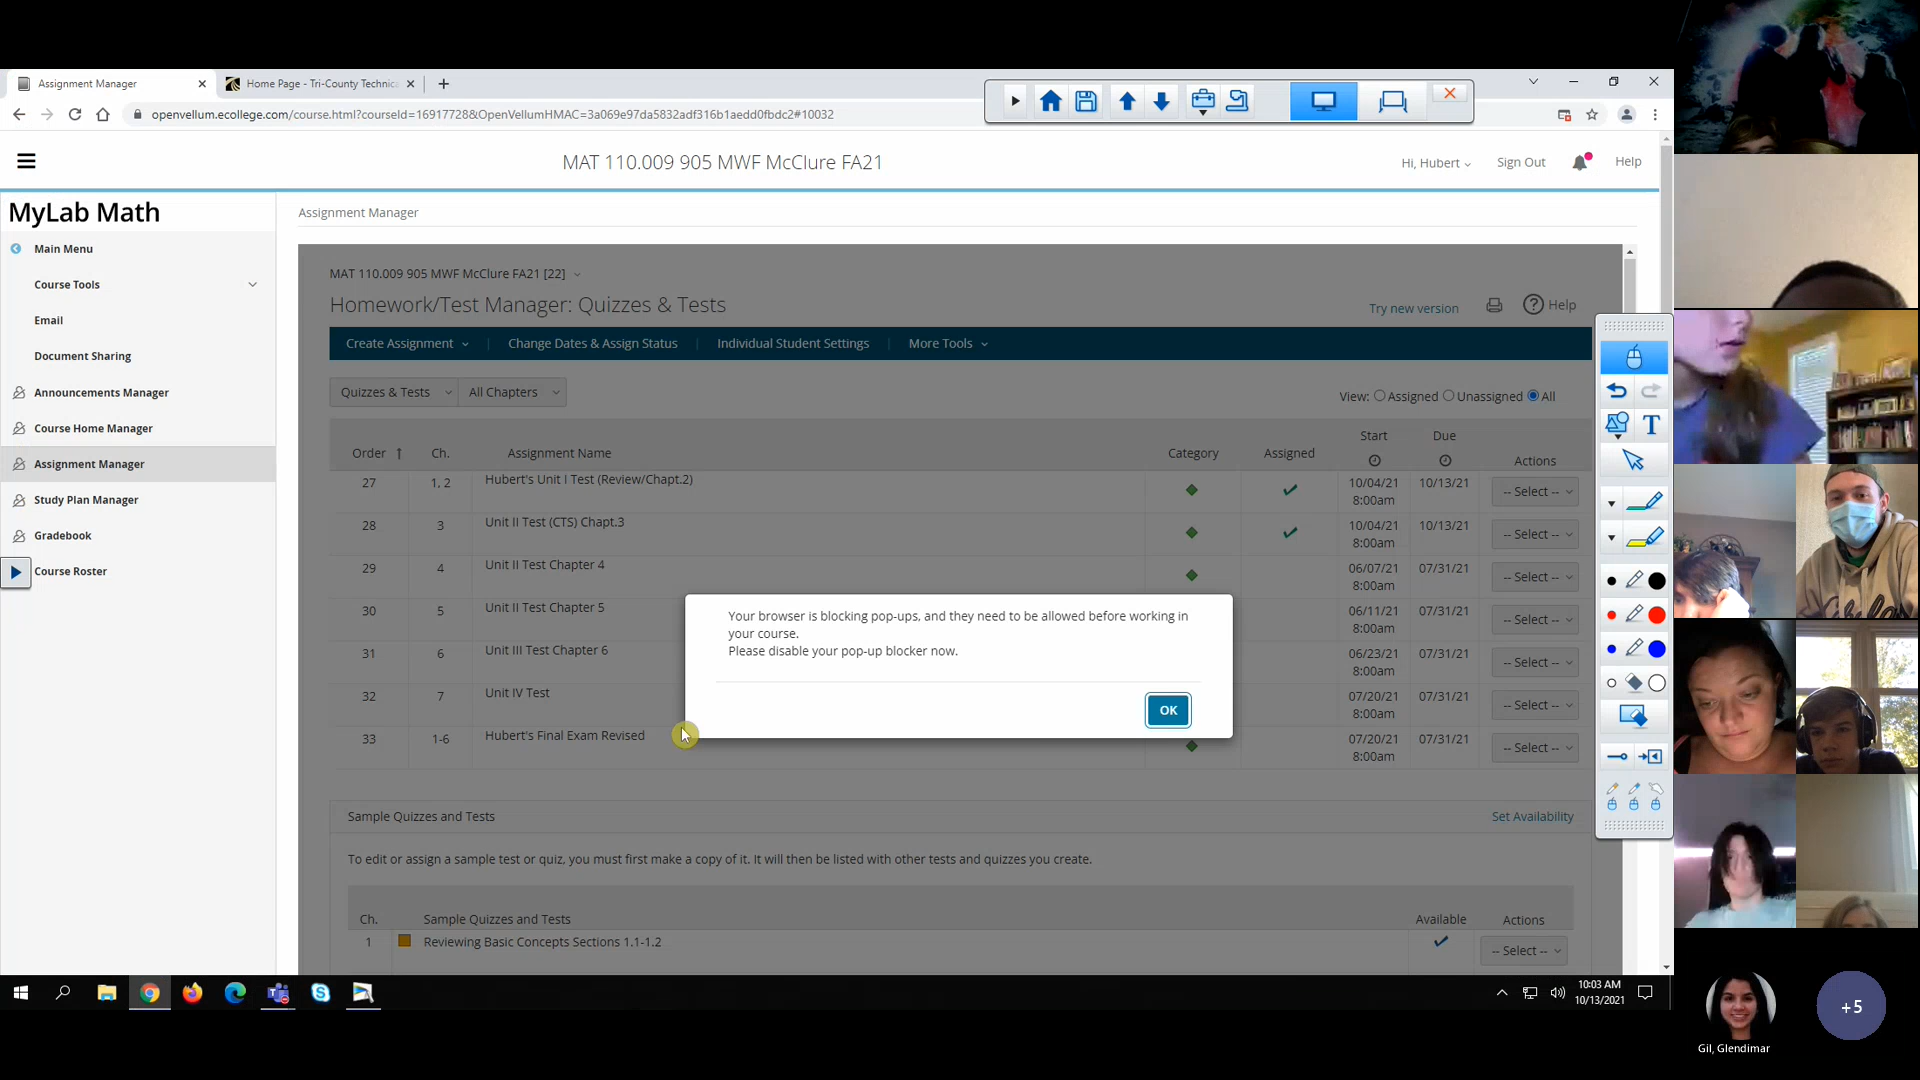 Assignment Manager
Home Page - Tri-County Technica
openvellum.ecollege.com/course.html?courseId=16917728&OpenVellumHMAC=3a069e97da5832adf316b1aedd0fbdc2#10032
MAT 110.009 905 MWF McClure FA21
Hi, Hubert
Sign Out
Help
MyLab Math
Main Menu
Course Tools
Email
Document Sharing
Announcements Manager
Course Home Manager
Assignment Manager
Study Plan Manager
Gradebook
Course Roster
Assignment Manager
MAT 110.009 905 MWF McClure FA21 [22]
Homework/Test Manager: Quizzes & Tests
Try new version
Help
Create Assignment
Change Dates & Assign Status
Individual Student Settings
More Tools
Quizzes & Tests
All Chapters
View: Assigned Unassigned All
Order Ch. Assignment Name Category Assigned Start Due Actions
27 1, 2 Hubert's Unit I Test (Review/Chapt.2) 10/04/21 8:00am 10/13/21 -- Select --
28 3 Unit II Test (CTS) Chapt.3 10/04/21 8:00am 10/13/21 -- Select --
29 4 Unit II Test Chapter 4 06/07/21 8:00am 07/31/21 -- Select --
30 5 Unit II Test Chapter 5 06/11/21 8:00am 07/31/21 -- Select --
31 6 Unit III Test Chapter 6 06/23/21 8:00am 07/31/21 -- Select --
32 7 Unit IV Test 07/20/21 8:00am 07/31/21 -- Select --
33 1-6 Hubert's Final Exam Revised 07/20/21 8:00am 07/31/21 -- Select --
Your browser is blocking pop-ups, and they need to be allowed before working in
your course.
Please disable your pop-up blocker now.
OK
Sample Quizzes and Tests
Set Availability
To edit or assign a sample test or quiz, you must first make a copy of it. It will then be listed with other tests and quizzes you create.
Ch. Sample Quizzes and Tests Available Actions
1 Reviewing Basic Concepts Sections 1.1-1.2 -- Select --
T
10:03 AM
10/13/2021
+5
Gil, Glendimar